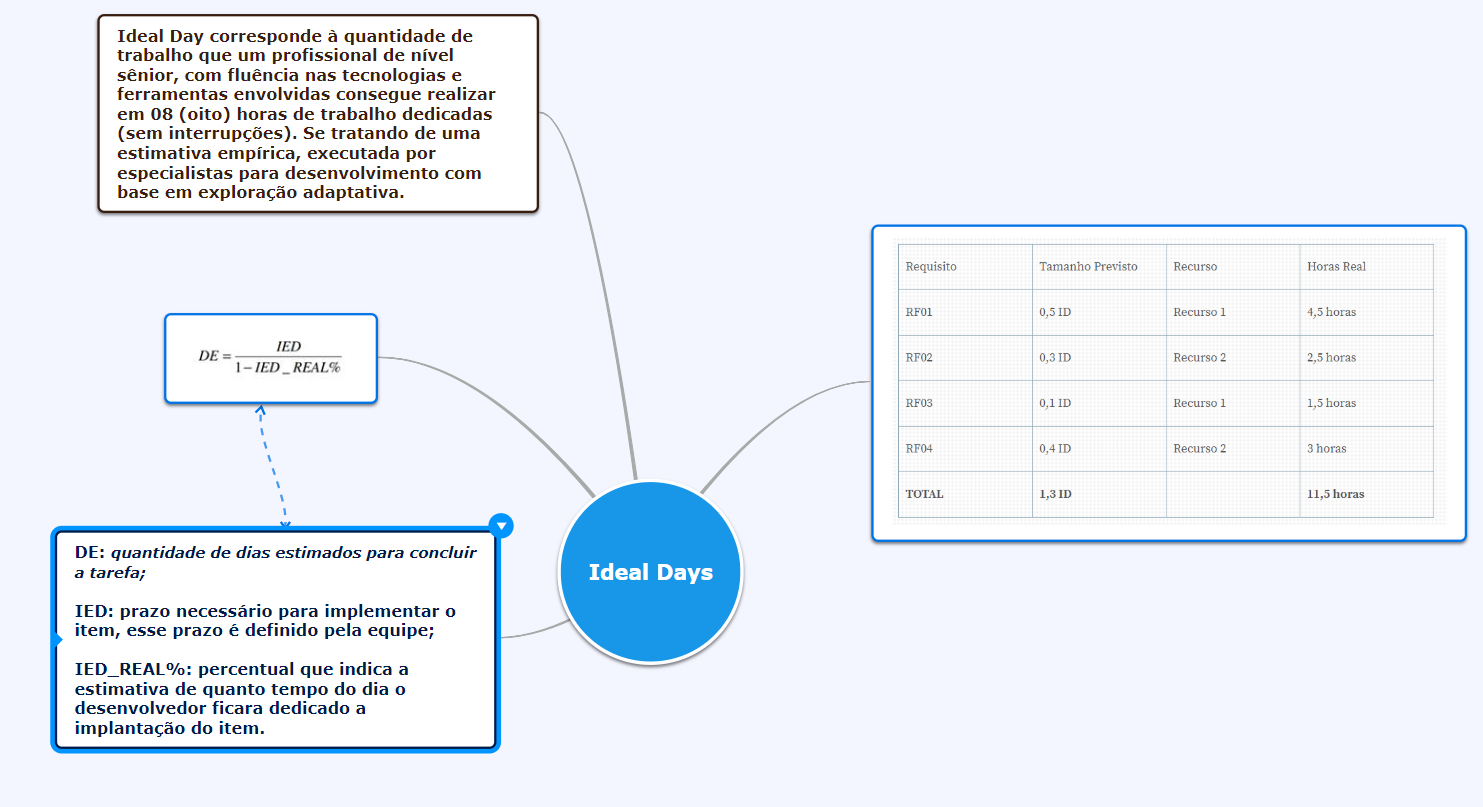 Ideal Day corresponde à quantidade de
trabalho que um profissional de nível
sênior, com fluência nas tecnologias e
ferramentas envolvidas consegue realizar
em 08 (oito) horas de trabalho dedicadas
(sem interrupções). Se tratando de uma
estimativa empírica, executada por
especialistas para desenvolvimento com
base em exploração adaptativa.
DE = IED / 1 – IED _ REAL%
DE: quantidade de dias estimados para concluir
a tarefa;
IED: prazo necessário para implementar o
item, esse prazo é definido pela equipe;
IED_REAL%: percentual que indica a
estimativa de quanto tempo do dia o
desenvolvedor ficara dedicado a
implantação do item.
Ideal Days
Requisito Tamanho Previsto Recurso Horas Real
RF01 0,5 ID Recurso 1 4,5 horas
RF02 0,3 ID Recurso 2 2,5 horas
RF03 0,1 ID Recurso 1 1,5 horas
RF04 0,4 ID Recurso 2 3 horas
TOTAL 1,3 ID 11,5 horas